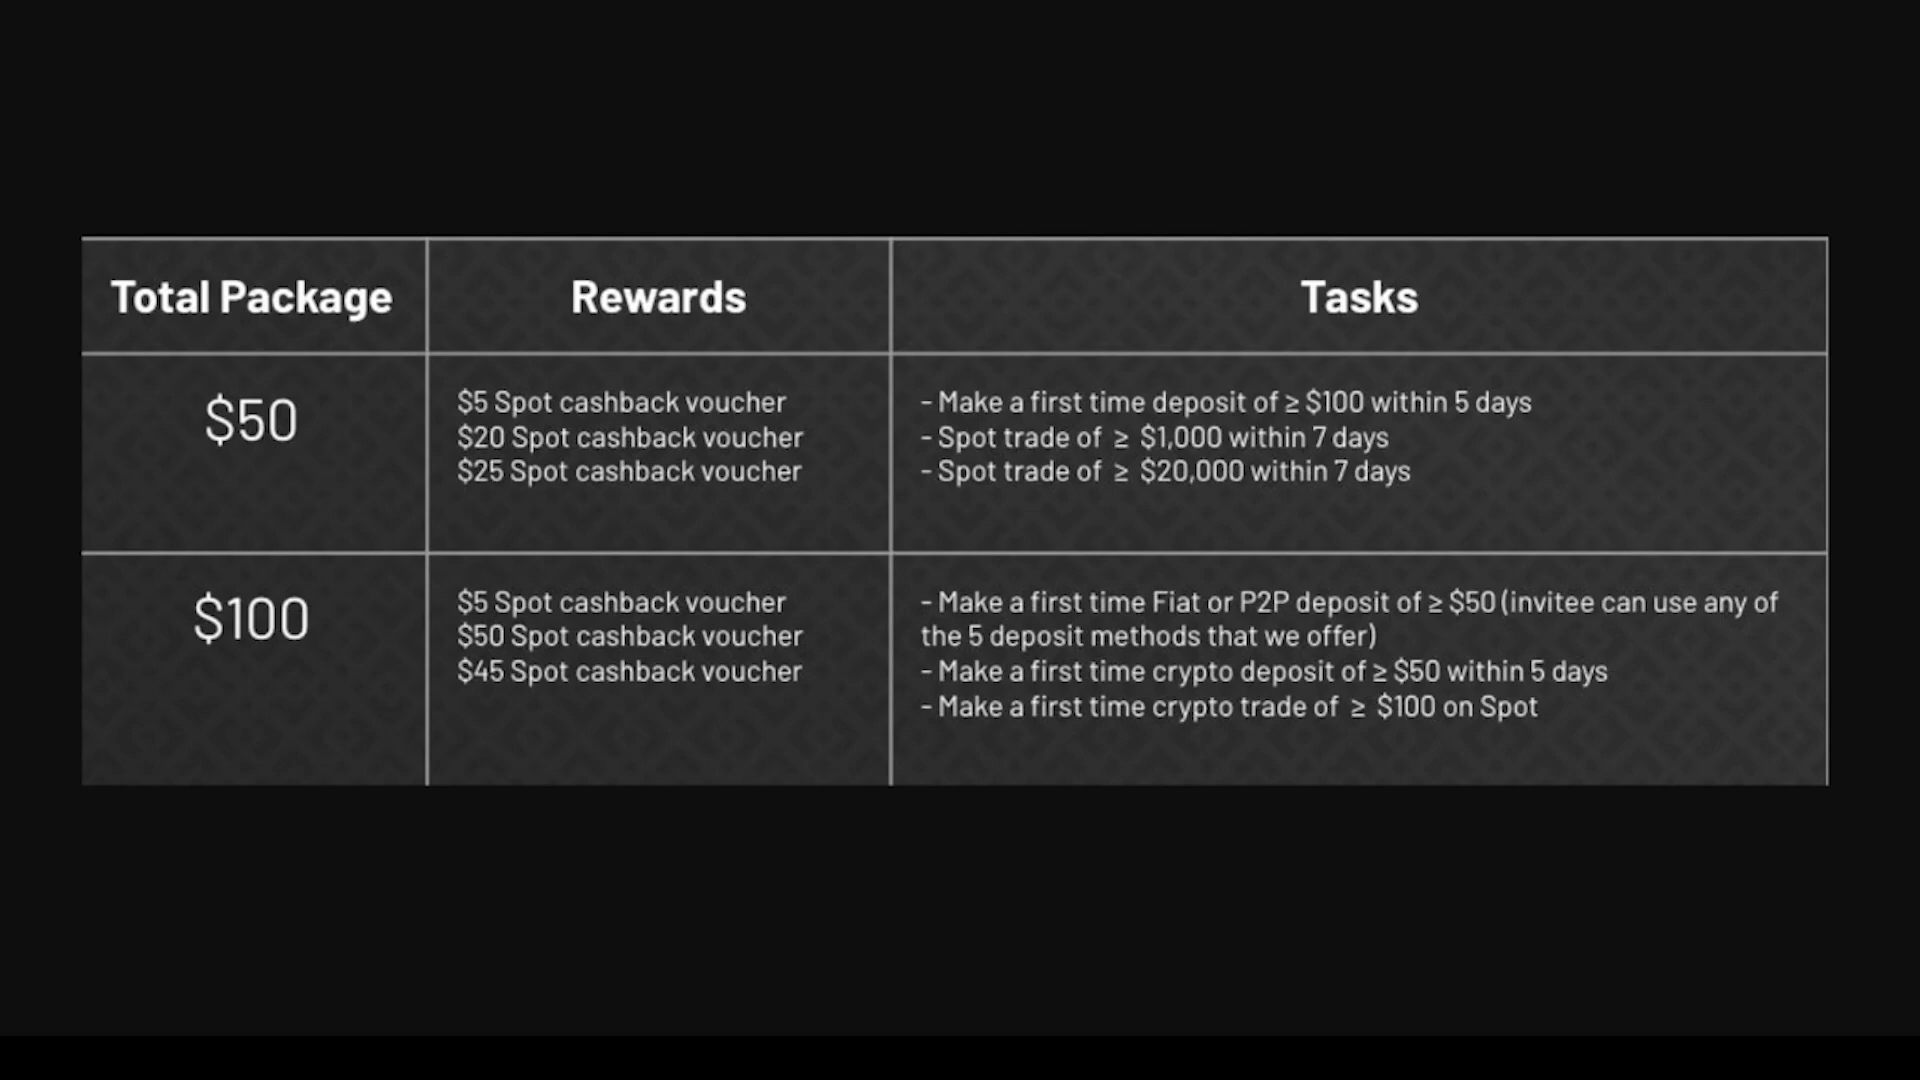 Total Package
Rewards
Tasks
$50
$5 Spot cashback voucher
$20 Spot cashback voucher
$25 Spot cashback voucher
- Make a first time deposit of ≥ $100 within 5 days
- Spot trade of ≥ $1,000 within 7 days
- Spot trade of ≥ $20,000 within 7 days
$100
$5 Spot cashback voucher
$50 Spot cashback voucher
$45 Spot cashback voucher
- Make a first time Fiat or P2P deposit of ≥ $50 (invitee can use any of
the 5 deposit methods that we offer)
- Make a first time crypto deposit of ≥ $50 within 5 days
- Make a first time crypto trade of ≥ $100 on Spot